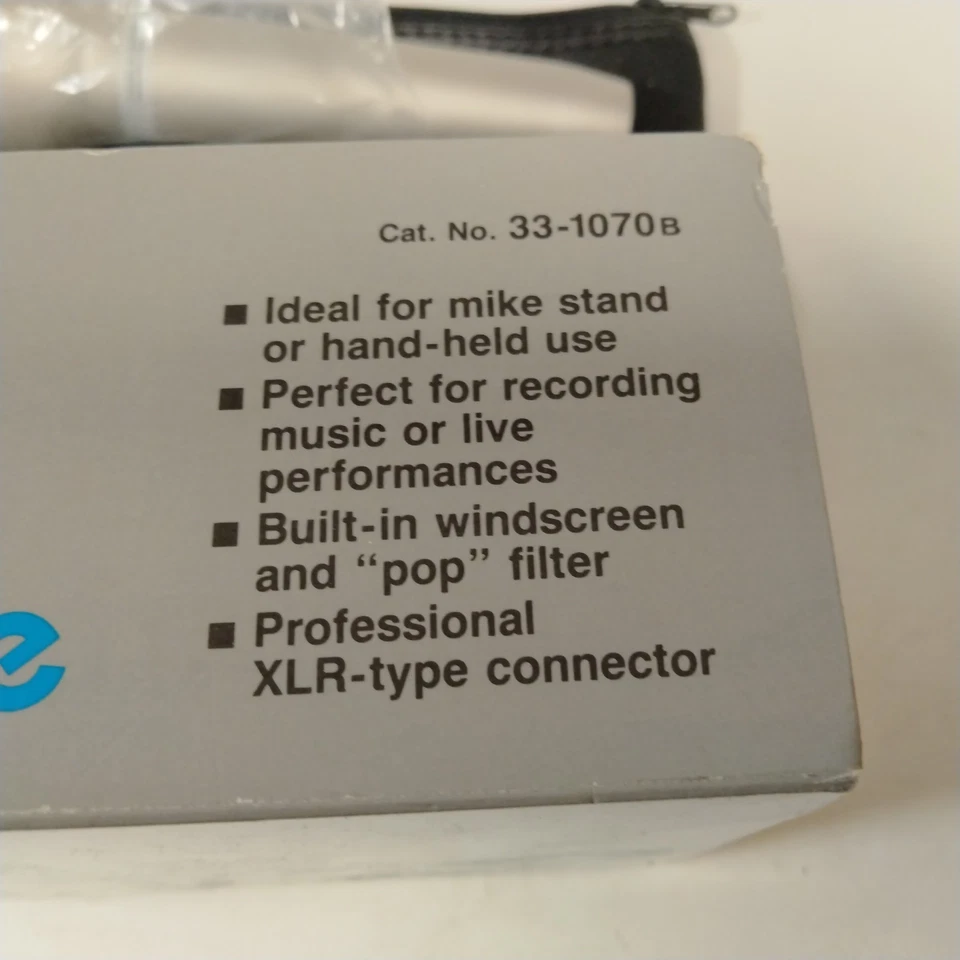 Cat. No. 33-1070B
■ Ideal for mike stand
or hand-held use
■ Perfect for recording
music or live
performances
■ Built-in windscreen
and “pop” filter
■ Professional
XLR-type connector
e